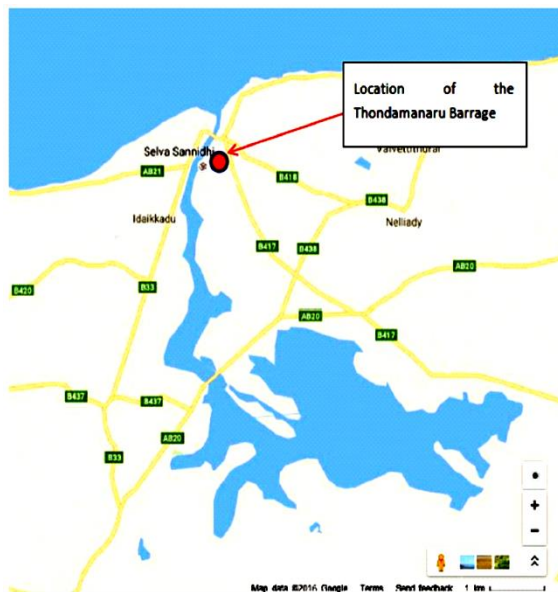 Location of the
Thondamanaru Barrage
Selva Sannidhi
Valvettithurai
AB21
B418
Idaikkadu
B438
Nelliady
B417
B438
AB20
B420
B33
AB20
B417
B437
B437
AB20
B33
Map data ©2016 Google Terms Send feedback 1 km